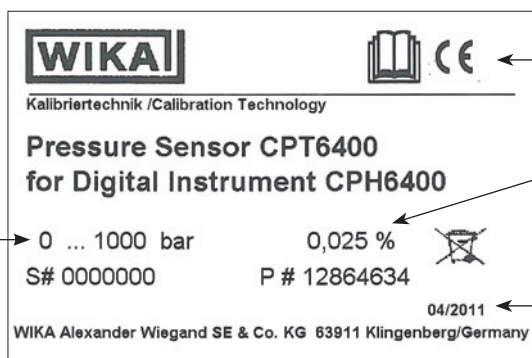 WIKA
CE
Kalibriertechnik /Calibration Technology
Pressure Sensor CPT6400
for Digital Instrument CPH6400
0 ... 1000 bar 0,025 %
S# 0000000 P # 12864634
04/2011
WIKA Alexander Wiegand SE & Co. KG 63911 Klingenberg/Germany